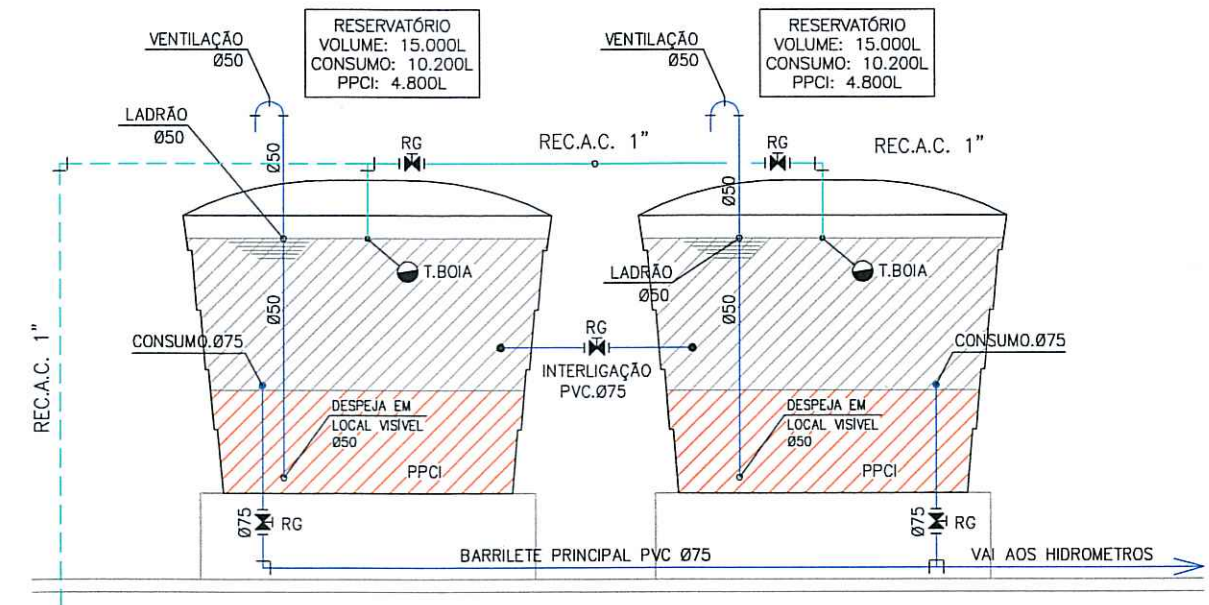 RESERVATÓRIO
VOLUME: 15.000L
CONSUMO: 10.200L
PPCI: 4.800L
RESERVATÓRIO
VOLUME: 15.000L
CONSUMO: 10.200L
PPCI: 4.800L
VENTILAÇÃO
Ø50
VENTILAÇÃO
Ø50
LADRÃO
Ø50
Ø50
RG
REC.A.C. 1”
Ø50
RG
REC.A.C. 1”
T.BOIA
LADRÃO
Ø50
T.BOIA
Ø50
Ø50
REC.A.C. 1”
CONSUMO.Ø75
RG
INTERLIGAÇÃO
PVC.Ø75
CONSUMO.Ø75
DESPEJA EM
LOCAL VISÍVEL
Ø50
PPCI
DESPEJA EM
LOCAL VISÍVEL
Ø50
PPCI
Ø75
RG
Ø75
RG
BARRILETE PRINCIPAL PVC Ø75
VAI AOS HIDROMETROS